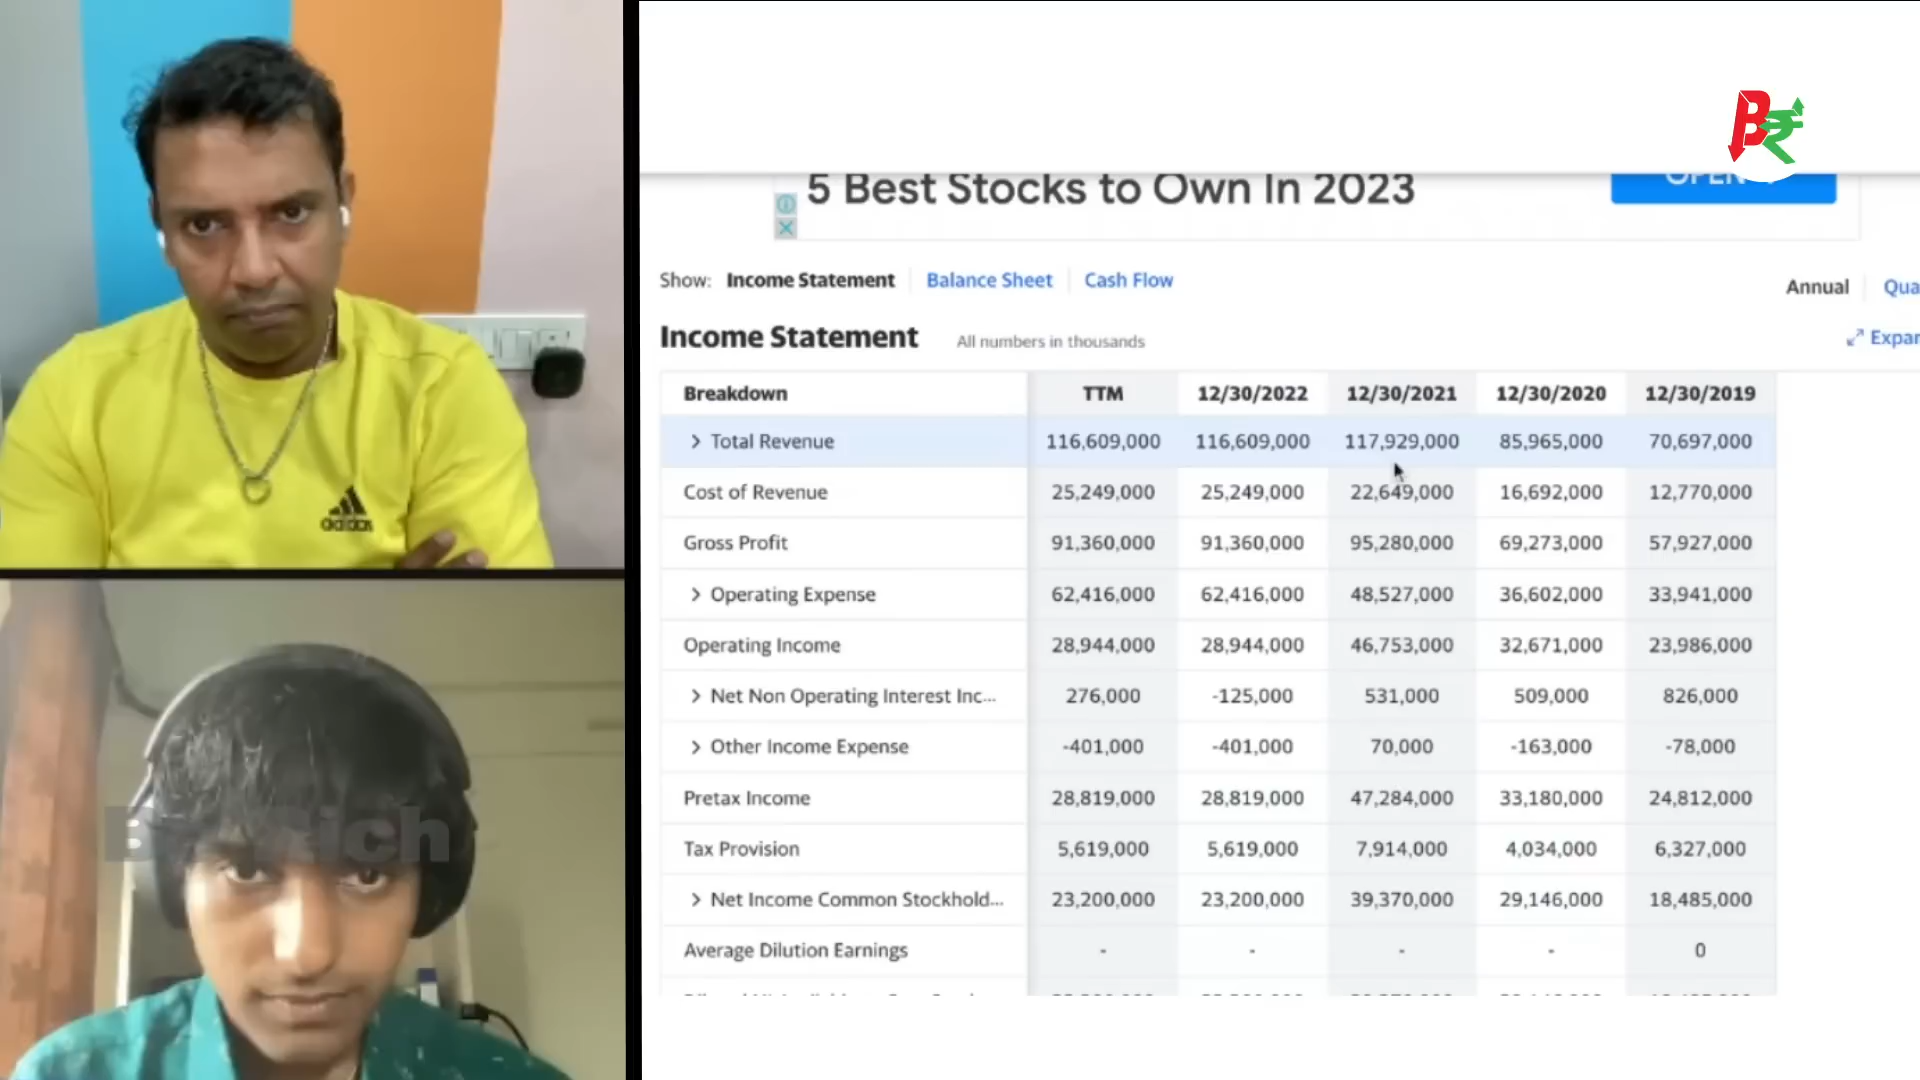 5 Best Stocks to Own In 2023
OPEN
Show: Income Statement Balance Sheet Cash Flow
Annual Qua
Income Statement All numbers in thousands
Expan
Breakdown TTM 12/30/2022 12/30/2021 12/30/2020 12/30/2019
Total Revenue 116,609,000 116,609,000 117,929,000 85,965,000 70,697,000
Cost of Revenue 25,249,000 25,249,000 22,649,000 16,692,000 12,770,000
Gross Profit 91,360,000 91,360,000 95,280,000 69,273,000 57,927,000
Operating Expense 62,416,000 62,416,000 48,527,000 36,602,000 33,941,000
Operating Income 28,944,000 28,944,000 46,753,000 32,671,000 23,986,000
Net Non Operating Interest Inc... 276,000 -125,000 531,000 509,000 826,000
Other Income Expense -401,000 -401,000 70,000 -163,000 -78,000
Pretax Income 28,819,000 28,819,000 47,284,000 33,180,000 24,812,000
Tax Provision 5,619,000 5,619,000 7,914,000 4,034,000 6,327,000
Net Income Common Stockhold... 23,200,000 23,200,000 39,370,000 29,146,000 18,485,000
Average Dilution Earnings - - - - 0
B₹
adidas